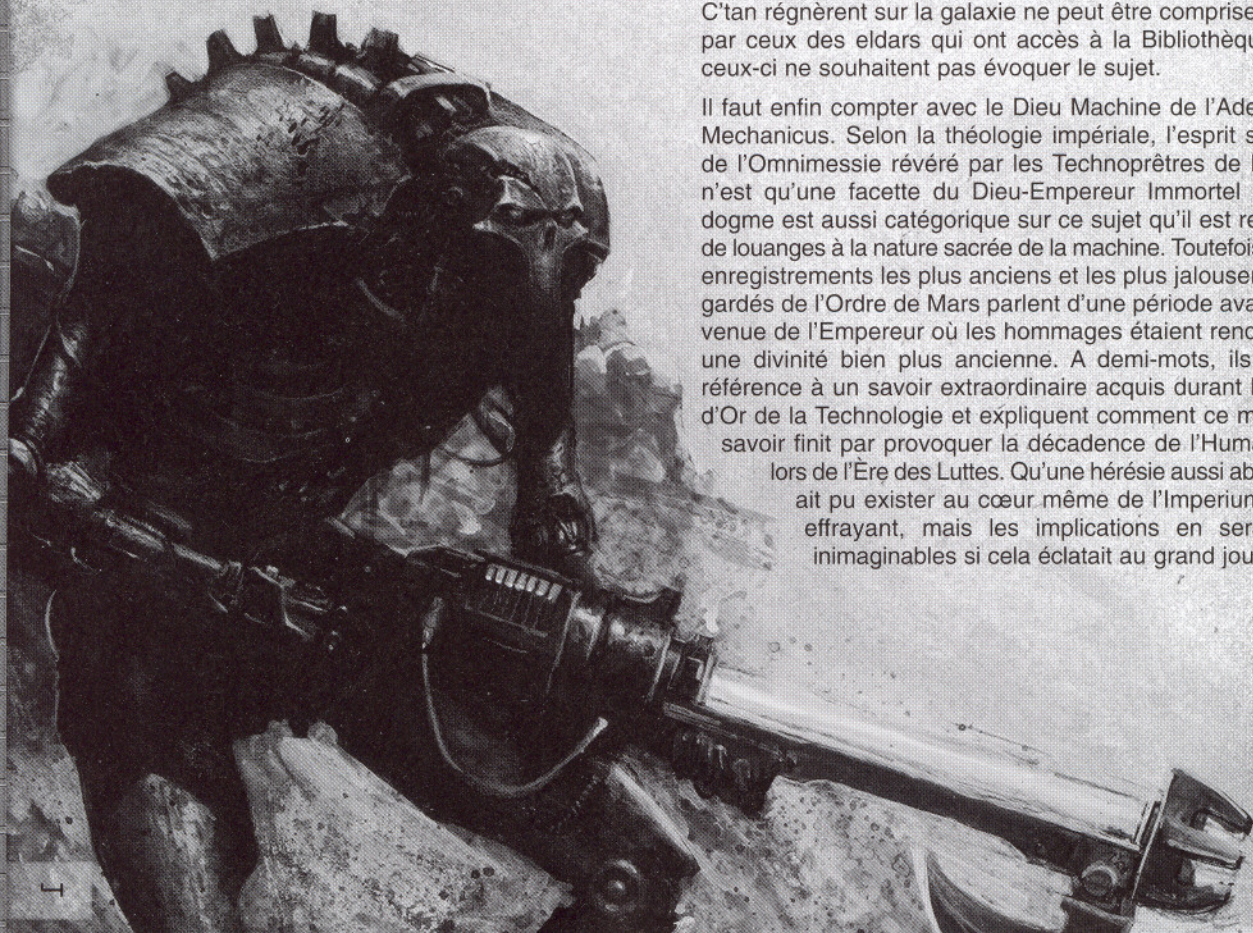 C'tan régnèrent sur la galaxie ne peut être comprise
par ceux des eldars qui ont accès à la Bibliothèqu
ceux-ci ne souhaitent pas évoquer le sujet.
Il faut enfin compter avec le Dieu Machine de l'Ade
Mechanicus. Selon la théologie impériale, l'esprit s
de l'Omnimessie révéré par les Technoprêtres de
n'est qu'une facette du Dieu-Empereur Immortel
dogme est aussi catégorique sur ce sujet qu'il est re
de louanges à la nature sacrée de la machine. Toutefois
enregistrements les plus anciens et les plus jalouser
gardés de l'Ordre de Mars parlent d'une période ava
venue de l'Empereur où les hommages étaient rend
une divinité bien plus ancienne. A demi-mots, ils
référence à un savoir extraordinaire acquis durant l
d'Or de la Technologie et expliquent comment ce m
savoir finit par provoquer la décadence de l'Hum
lors de l'Ère des Luttes. Qu'une hérésie aussi ab
ait pu exister au cœur même de l'Imperium
effrayant, mais les implications en ser
inimaginables si cela éclatait au grand jou